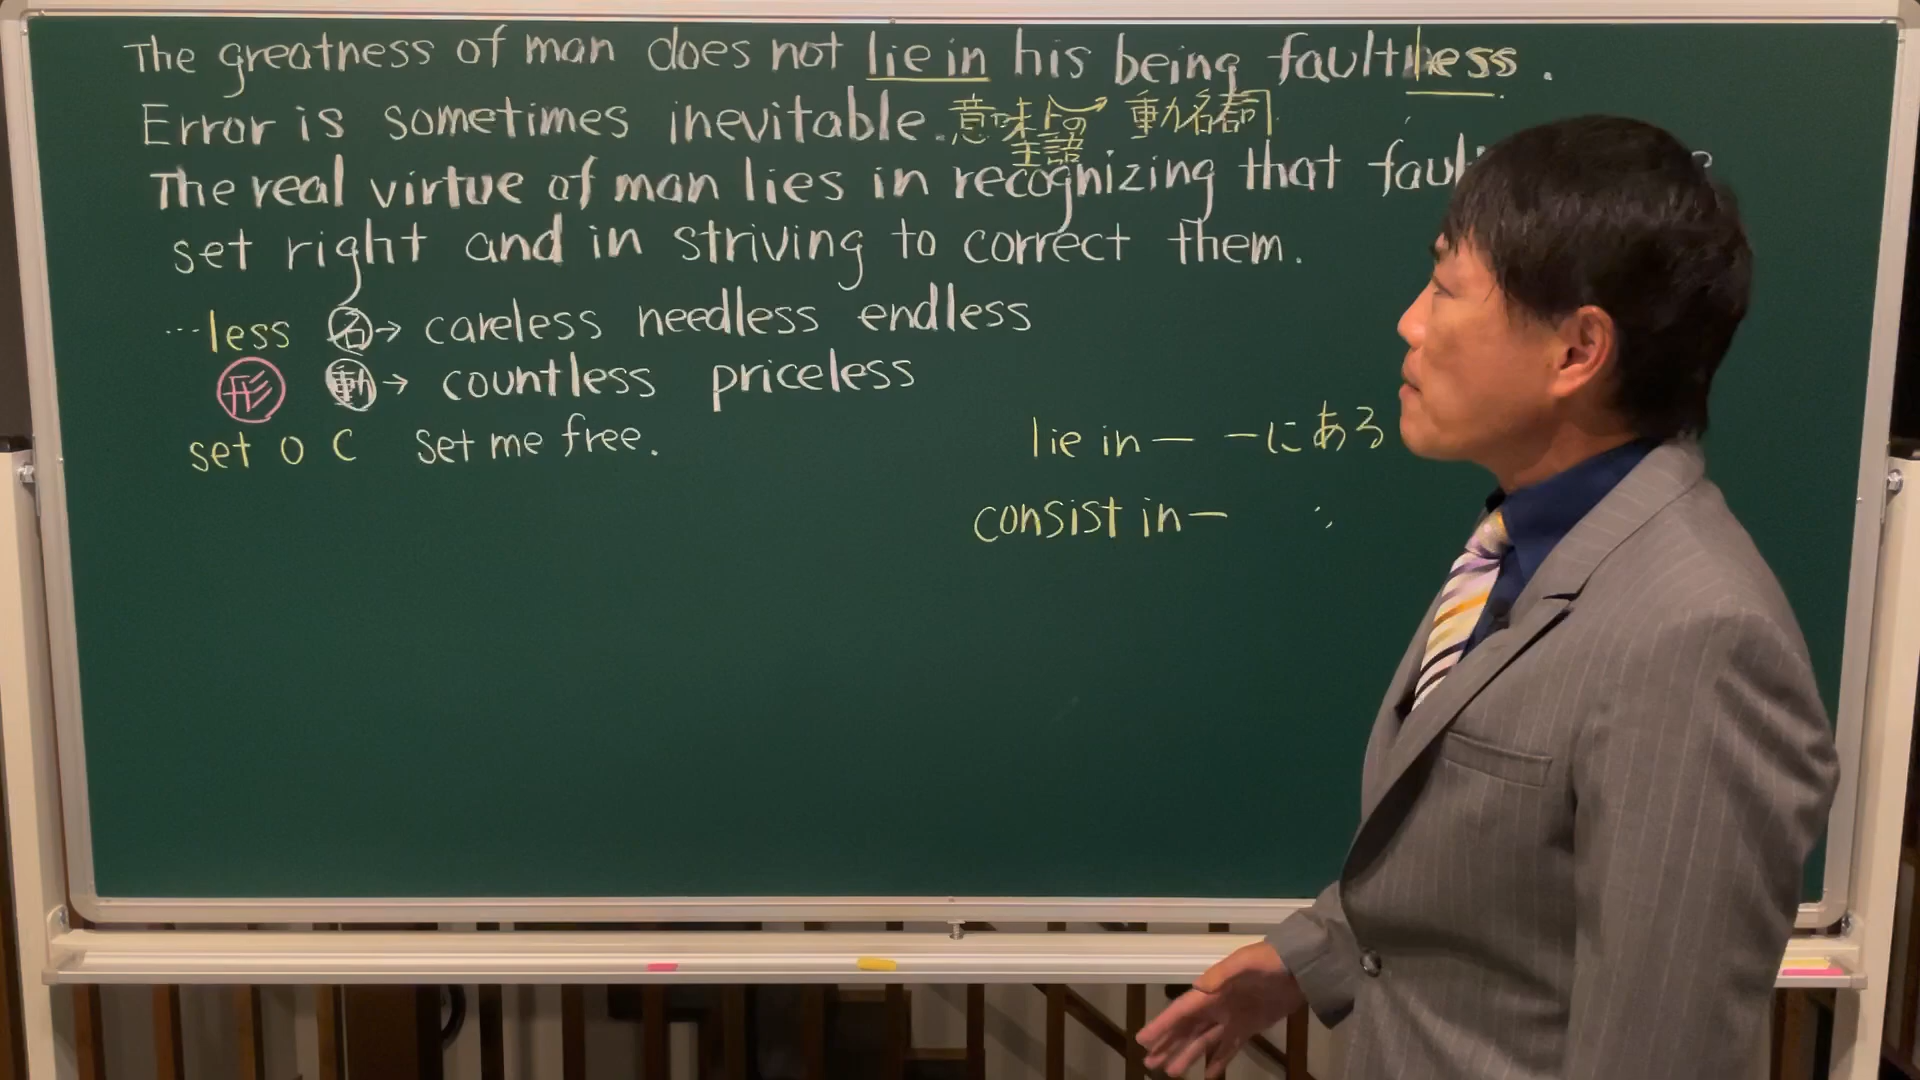 The greatness of man does not lie in his being faultless.
Error is sometimes inevitable. 意味上の主語 動名詞
The real virtue of man lies in recognizing that
set right and in striving to correct them.
…less 名→ careless needless endless
形 動→ countless priceless
set O C Set me free.
lie in— —にある
consist in—